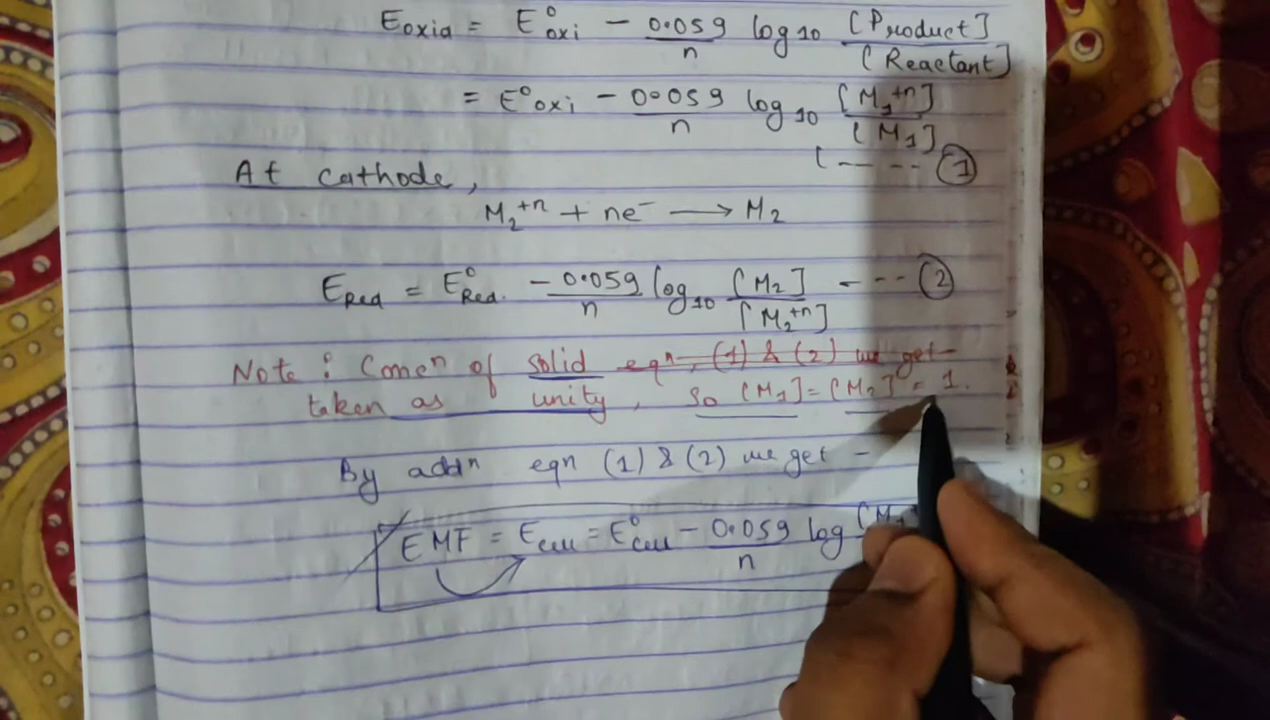 Eoxid = E°oxi − 0.059/n log10 [Product]/[Reactant]
= E°oxi − 0.059/n log10 [M1+n]/[M1]
[ - - - - - ①
At cathode,
M2+n + ne− ⟶ M2
ERed = E°Red. − 0.059/n log10 [M2]/[M2+n] - - - - ②
Note : Concn of solid eqn, (1) & (2) we get −
taken as unity, so [M1] = [M2] = 1.
By addn eqn (1) & (2) we get −
EMF = Ecell = E°cell − 0.059/n log